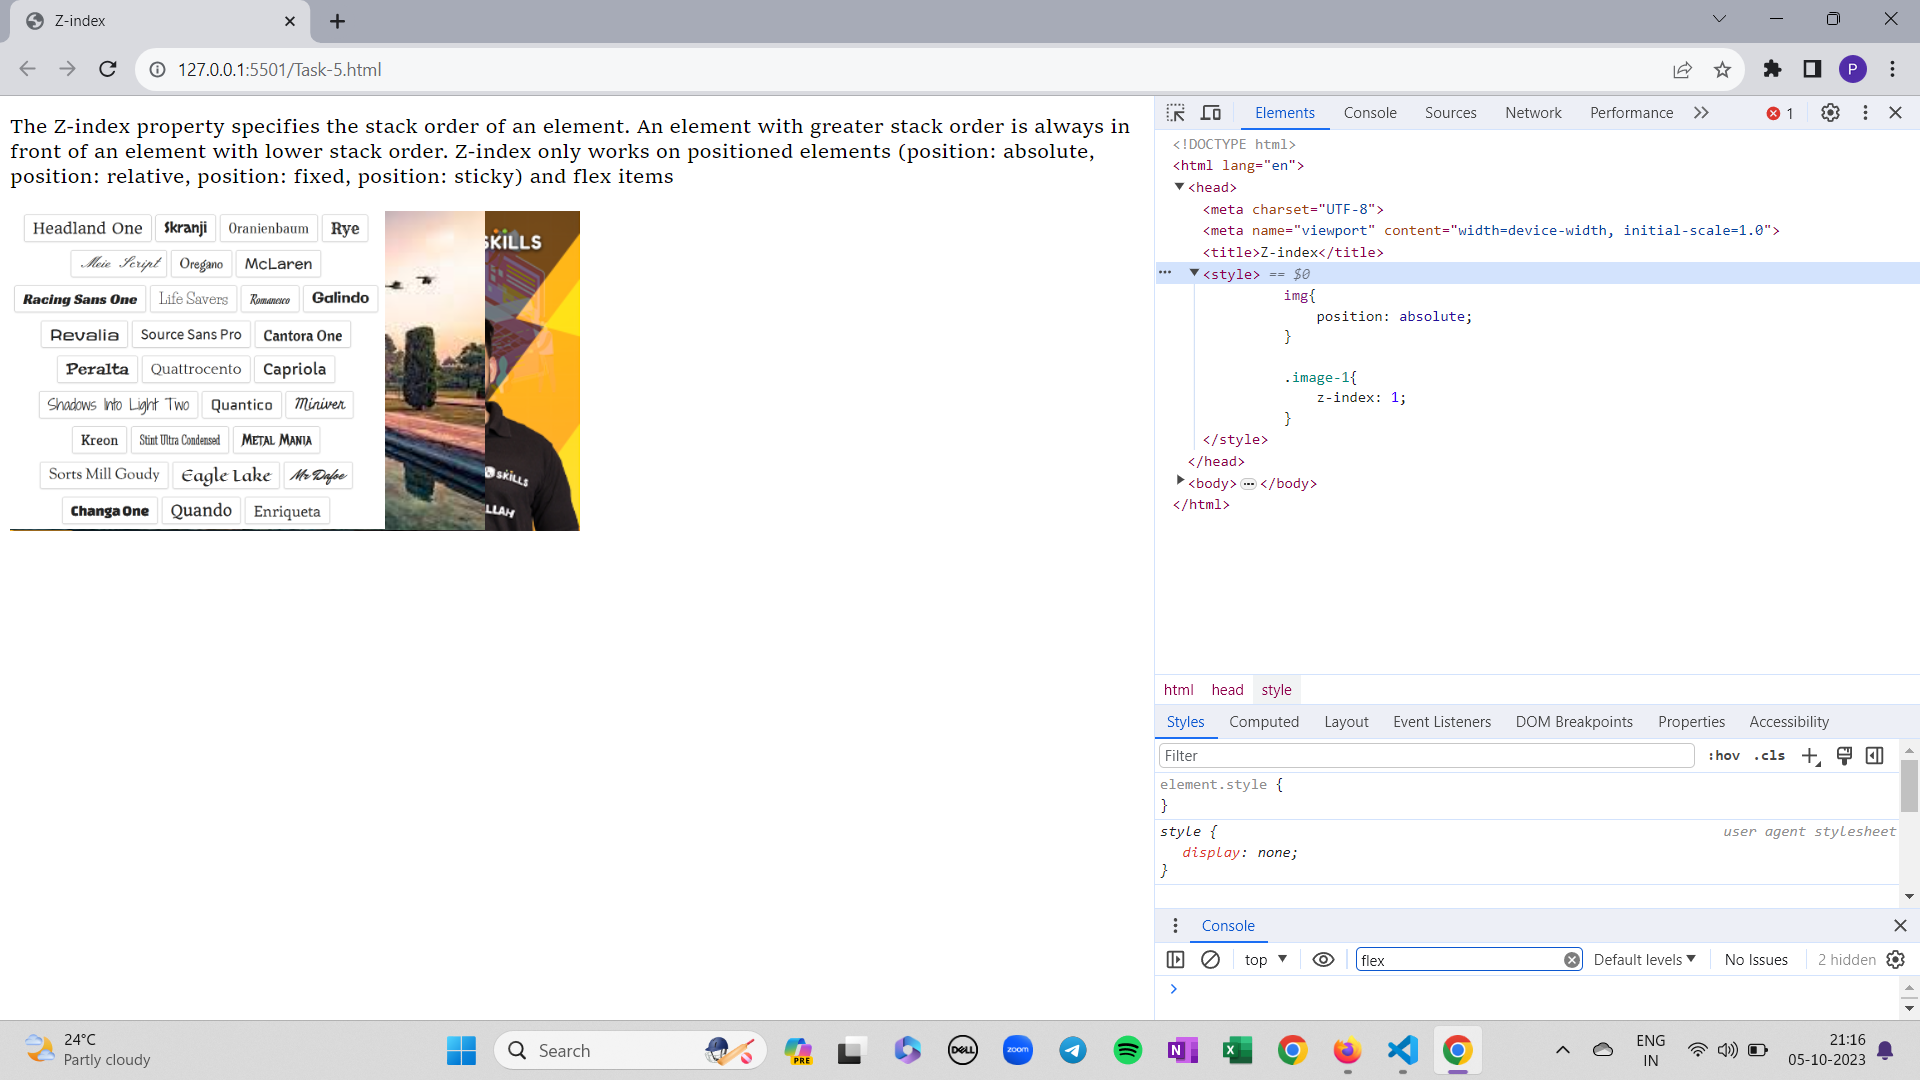 Z-index
127.0.0.1:5501/Task-5.html
P
The Z-index property specifies the stack order of an element. An element with greater stack order is always in
front of an element with lower stack order. Z-index only works on positioned elements (position: absolute,
position: relative, position: fixed, position: sticky) and flex items
Headland One Skranji Oranienbaum Rye
Meie Script Oregano McLaren
Racing Sans One Life Savers Romanesco Galindo
Revalia Source Sans Pro Cantora One
Peralta Quattrocento Capriola
Shadows Into Light Two Quantico Miniver
Kreon Stint Ultra Condensed METAL MANIA
Sorts Mill Goudy Eagle Lake Mr Dafoe
Changa One Quando Enriqueta
SKILLS
SKILLS
LLAH
Elements Console Sources Network Performance 1
<!DOCTYPE html>
<html lang="en">
<head>
<meta charset="UTF-8">
<meta name="viewport" content="width=device-width, initial-scale=1.0">
<title>Z-index</title>
<style> == $0
img{
position: absolute;
}
.image-1{
z-index: 1;
}
</style>
</head>
<body> … </body>
</html>
html head style
Styles Computed Layout Event Listeners DOM Breakpoints Properties Accessibility
Filter :hov .cls
element.style {
}
style { user agent stylesheet
display: none;
}
Console
top flex Default levels No Issues 2 hidden
24°C
Partly cloudy
Search
PRE
DELL
zoom
ENG
IN
21:16
05-10-2023